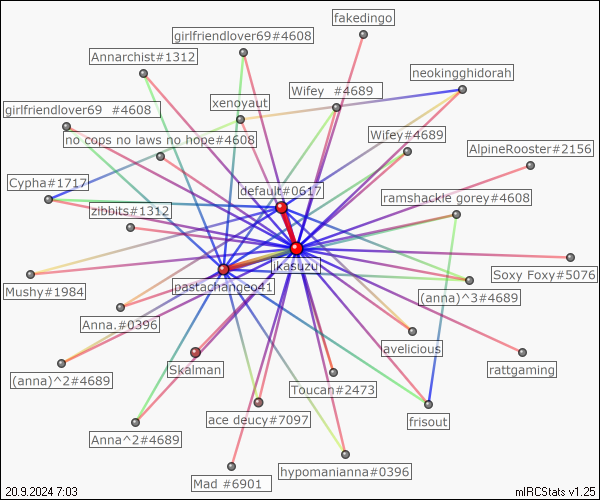 fakedingo
girlfriendlover69#4608
Annarchist#1312
neokingghidorah
Wifey  #4689
xenoyaut
girlfriendlover69  #4608
no cops no laws no hope#4608
Wifey#4689
AlpineRooster#2156
Cypha#1717
default#0617
ramshackle gorey#4608
zibbits#1312
jkasuzu
Soxy Foxy#5076
pastachangeo41
Mushy#1984
(anna)^3#4689
Anna.#0396
lavelicious
Skalman
rattgaming
(anna)^2#4689
Toucan#2473
ace deucy#7097
frisout
Anna^2#4689
hypomanianna#0396
Mad #6901
20.9.2024 7:03
mIRCStats v1.25